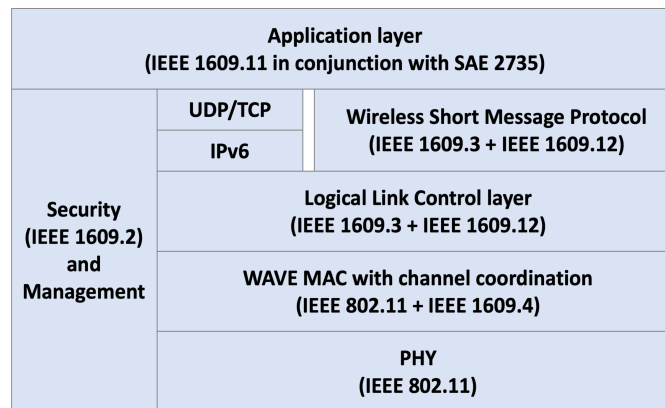 Application layer
(IEEE 1609.11 in conjunction with SAE 2735)
UDP/TCP
IPv6
Wireless Short Message Protocol
(IEEE 1609.3 + IEEE 1609.12)
Security
(IEEE 1609.2)
and
Management
Logical Link Control layer
(IEEE 1609.3 + IEEE 1609.12)
WAVE MAC with channel coordination
(IEEE 802.11 + IEEE 1609.4)
PHY
(IEEE 802.11)